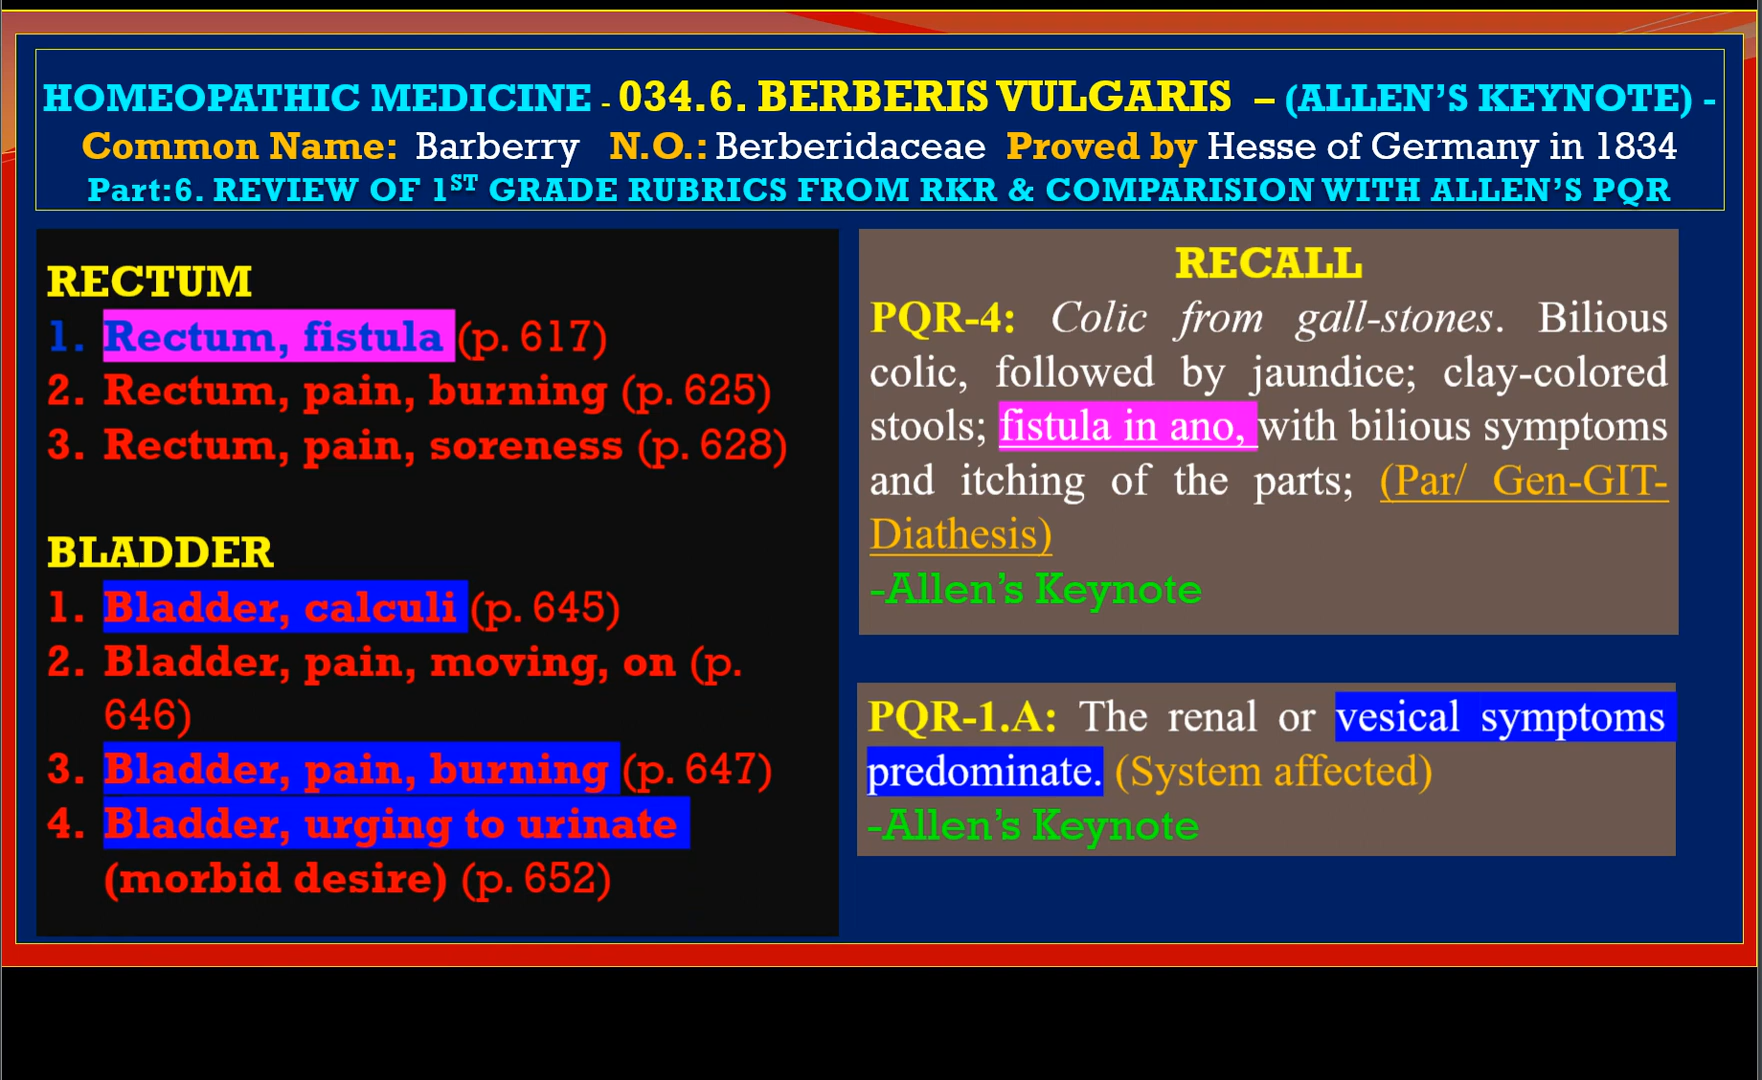 HOMEOPATHIC MEDICINE - 034.6. BERBERIS VULGARIS – (ALLEN’S KEYNOTE) -
Common Name: Barberry N.O.: Berberidaceae Proved by Hesse of Germany in 1834
Part:6. REVIEW OF 1ST GRADE RUBRICS FROM RKR & COMPARISION WITH ALLEN’S PQR
RECTUM
1. Rectum, fistula (p. 617)
2. Rectum, pain, burning (p. 625)
3. Rectum, pain, soreness (p. 628)
BLADDER
1. Bladder, calculi (p. 645)
2. Bladder, pain, moving, on (p.
646)
3. Bladder, pain, burning (p. 647)
4. Bladder, urging to urinate
(morbid desire) (p. 652)
RECALL
PQR-4: Colic from gall-stones. Bilious
colic, followed by jaundice; clay-colored
stools; fistula in ano, with bilious symptoms
and itching of the parts; (Par/ Gen-GIT-
Diathesis)
-Allen’s Keynote
PQR-1.A: The renal or vesical symptoms
predominate. (System affected)
-Allen’s Keynote